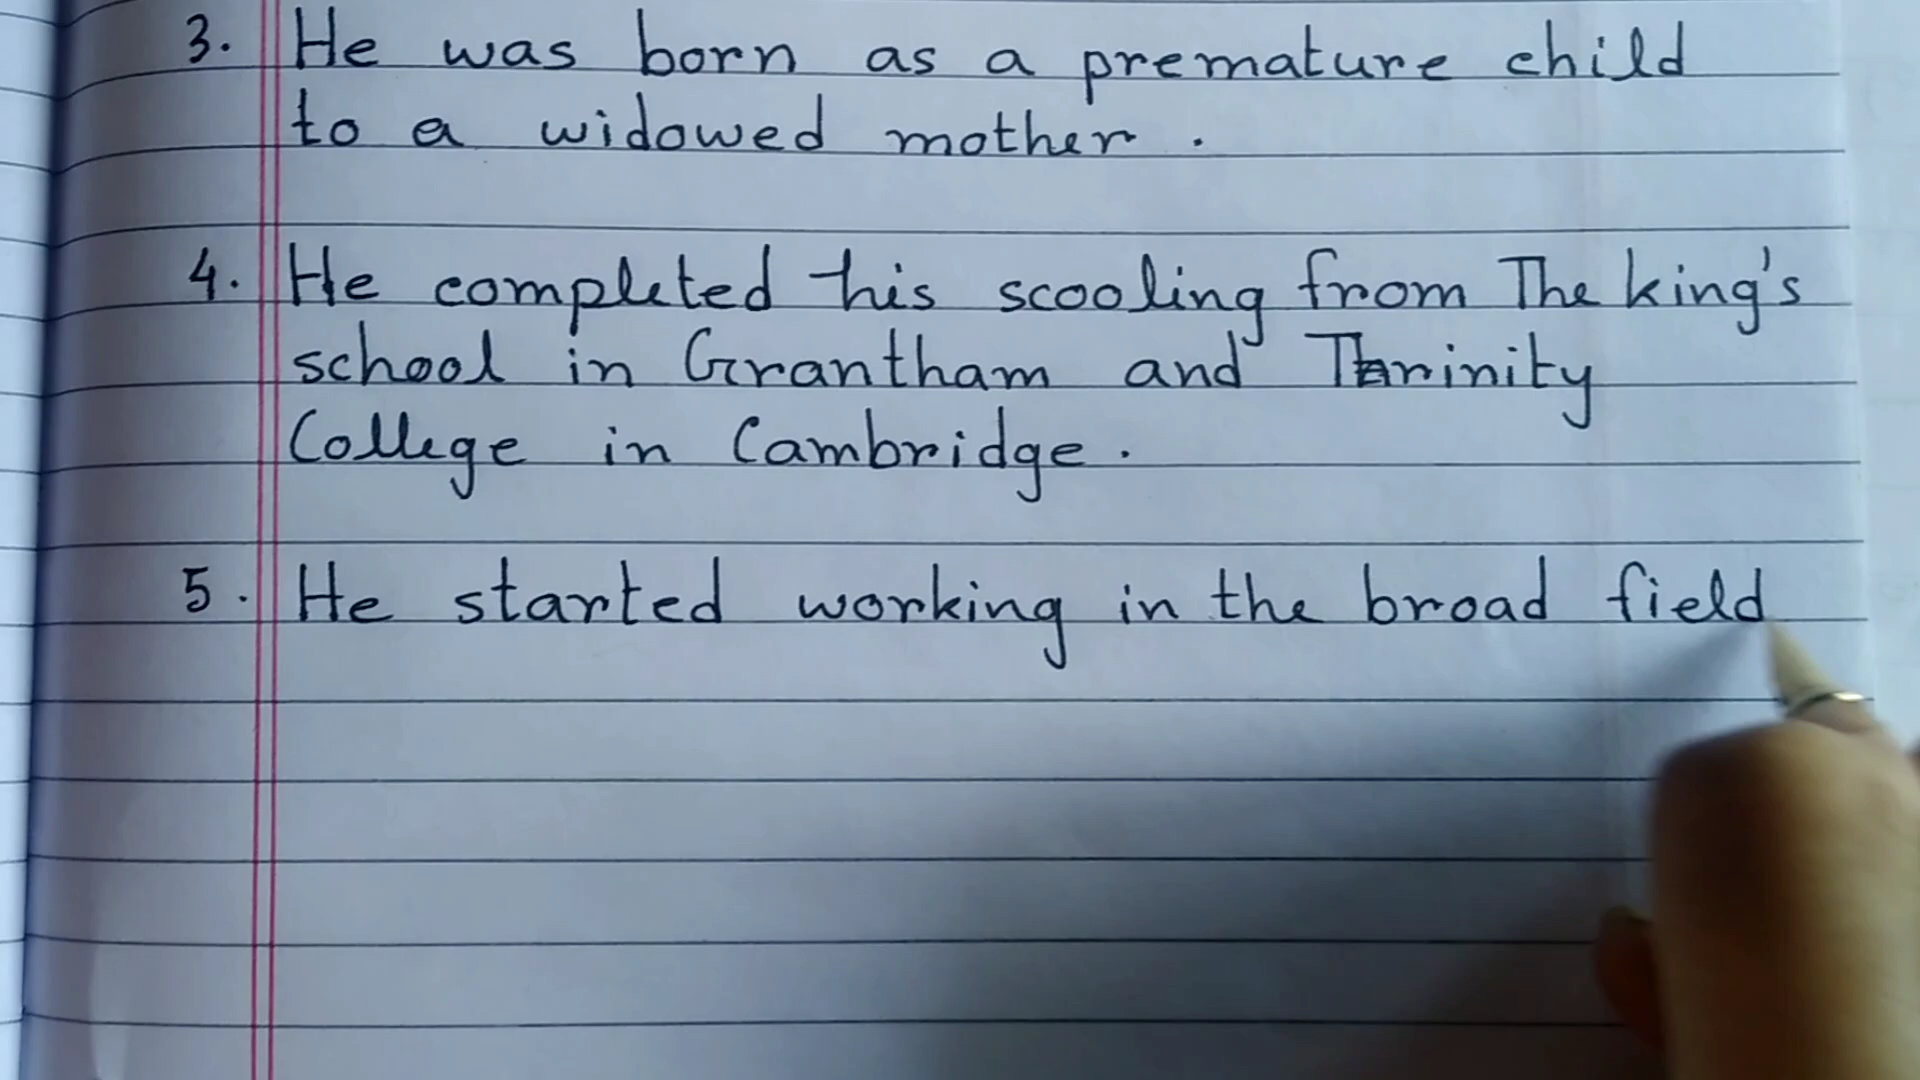 3. He was born as a premature child
to a widowed mother .
4. He completed his scooling from The king's
school in Grantham and Trinity
College in Cambridge .
5. He started working in the broad field